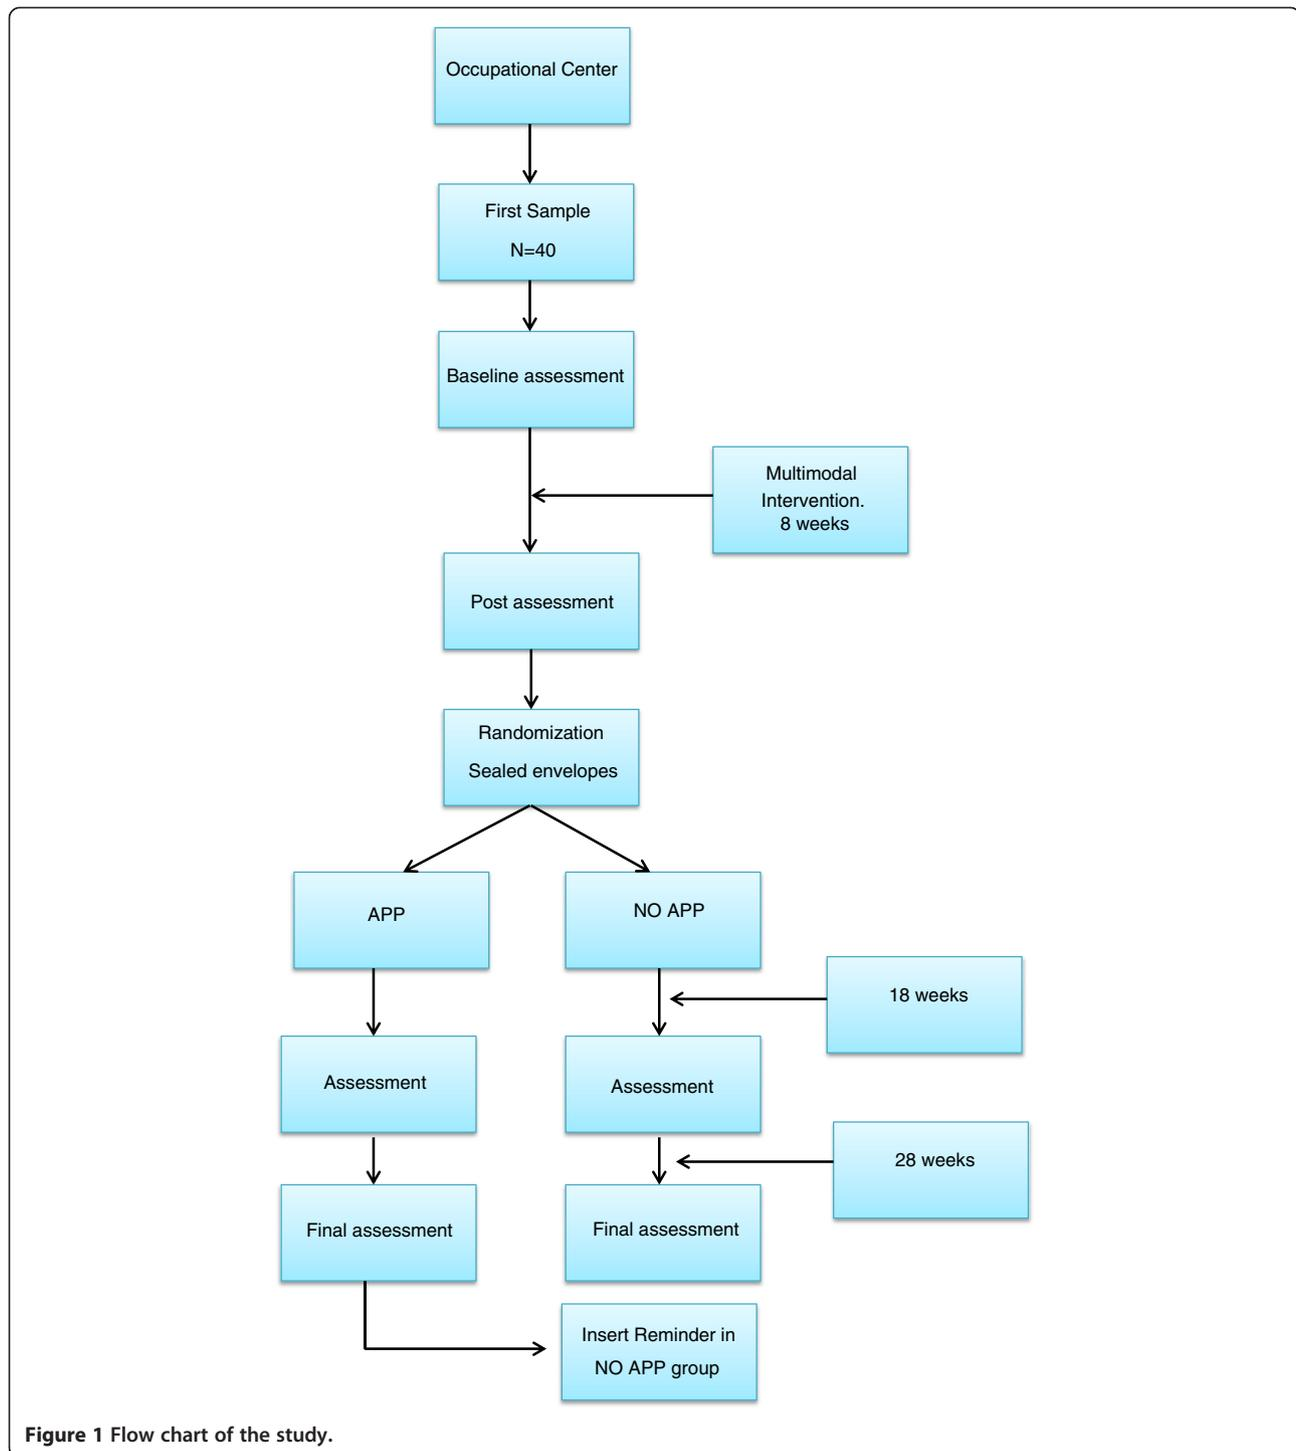 Occupational Center
First Sample
N=40
Baseline assessment
Multimodal
Intervention.
8 weeks
Post assessment
Randomization
Sealed envelopes
APP
NO APP
18 weeks
Assessment
Assessment
28 weeks
Final assessment
Final assessment
Insert Reminder in
NO APP group
Figure 1 Flow chart of the study.